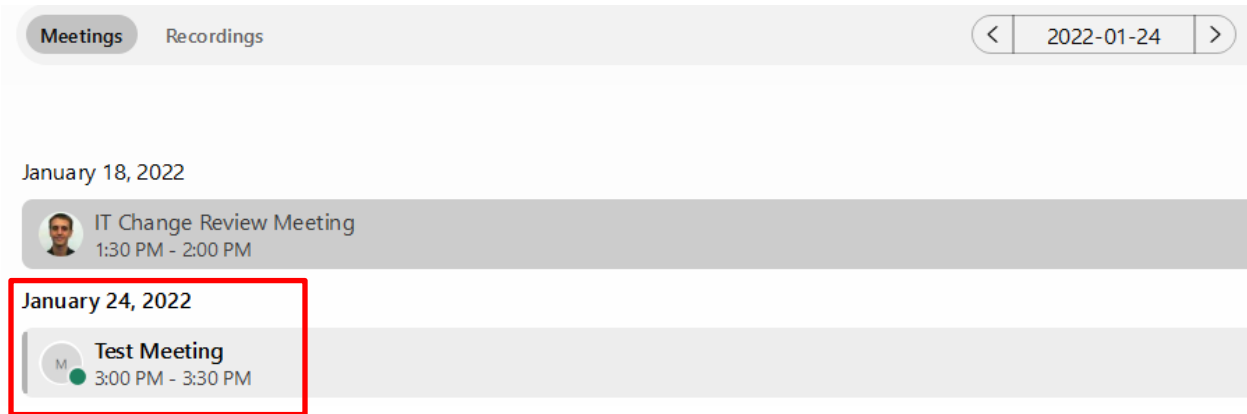 Meetings Recordings 2022-01-24
January 18, 2022
IT Change Review Meeting
1:30 PM - 2:00 PM
January 24, 2022
M
Test Meeting
3:00 PM - 3:30 PM